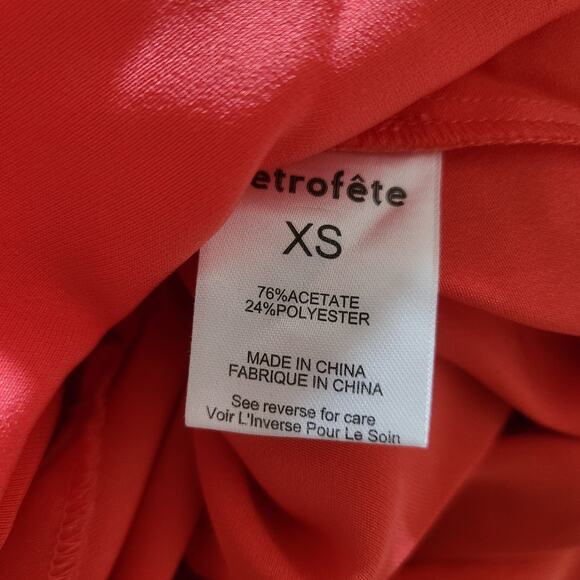 etrofête
XS
76%ACETATE
24%POLYESTER
MADE IN CHINA
FABRIQUE IN CHINA
See reverse for care
Voir L'Inverse Pour Le Soin